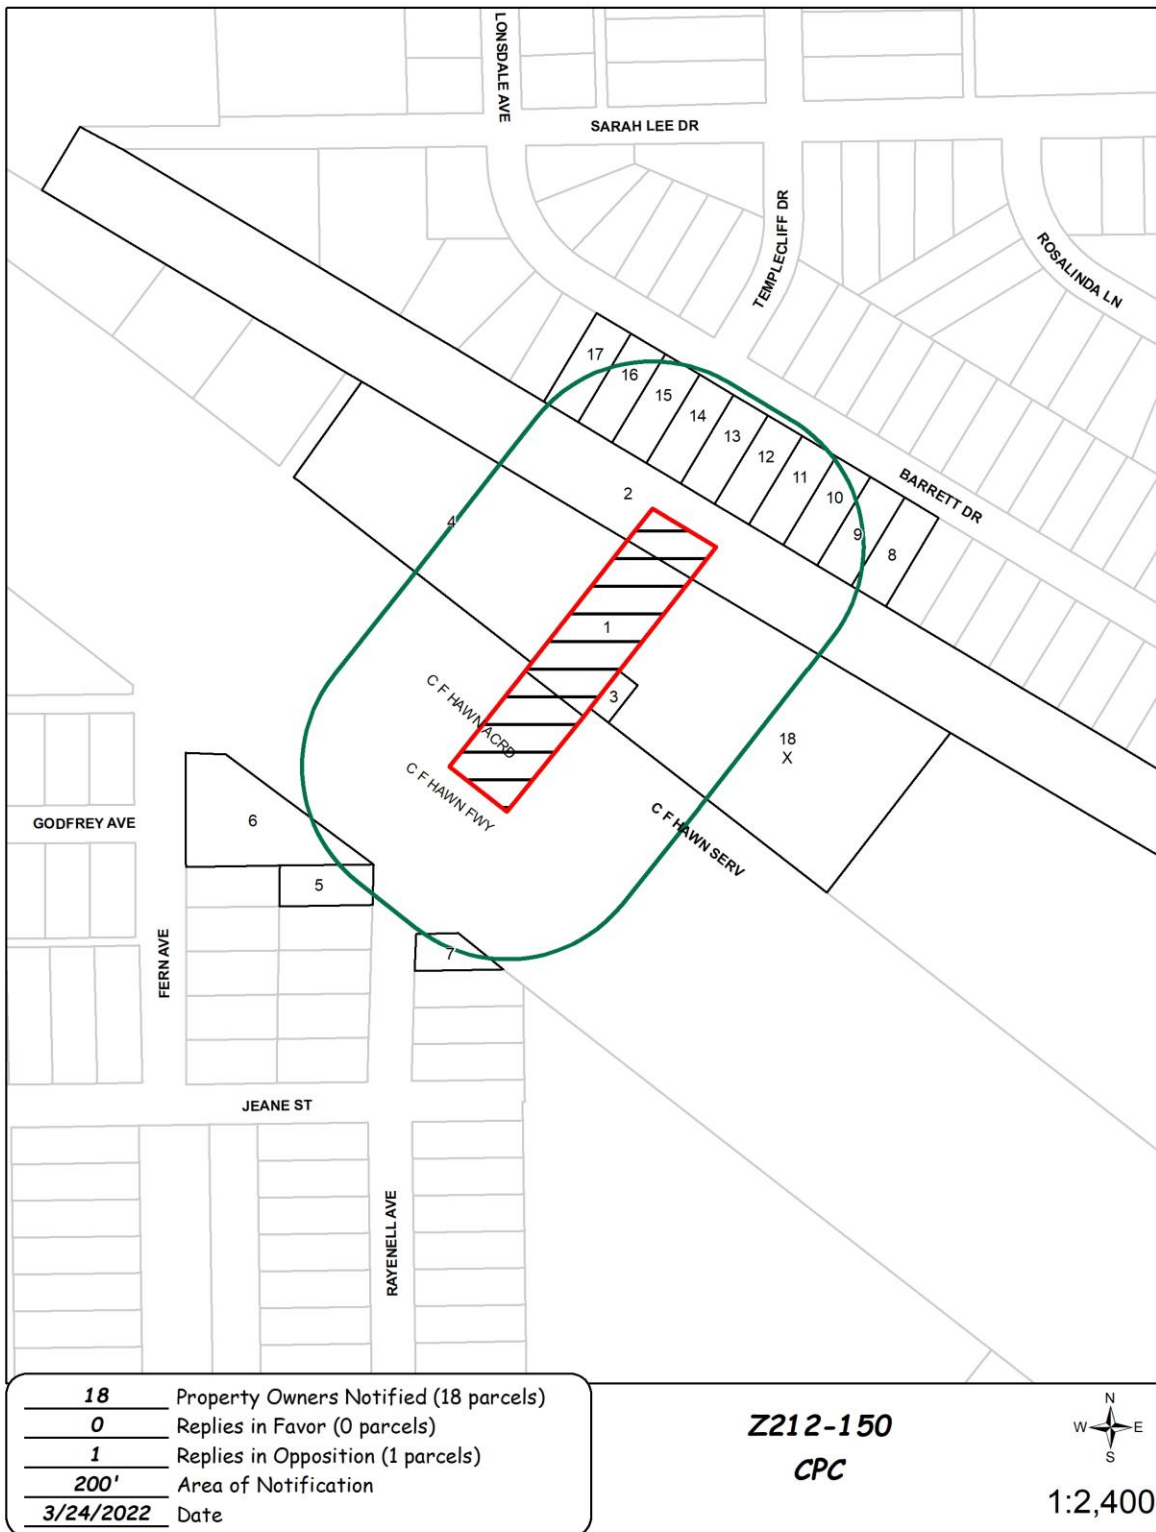 LONSDALE AVE
SARAH LEE DR
TEMPLECLIFF DR
ROSALINDA LN
17
16
15
14
13
12
11
10
9
8
BARRETT DR
2
4
1
3
C F HAWN ACRD
C F HAWN FWY
18
X
C F HAWN SERV
6
GODFREY AVE
5
7
FERN AVE
JEANE ST
RAYENELL AVE
18 Property Owners Notified (18 parcels)
0 Replies in Favor (0 parcels)
1 Replies in Opposition (1 parcels)
200' Area of Notification
3/24/2022 Date
Z212-150
CPC
N
W E
S
1:2,400